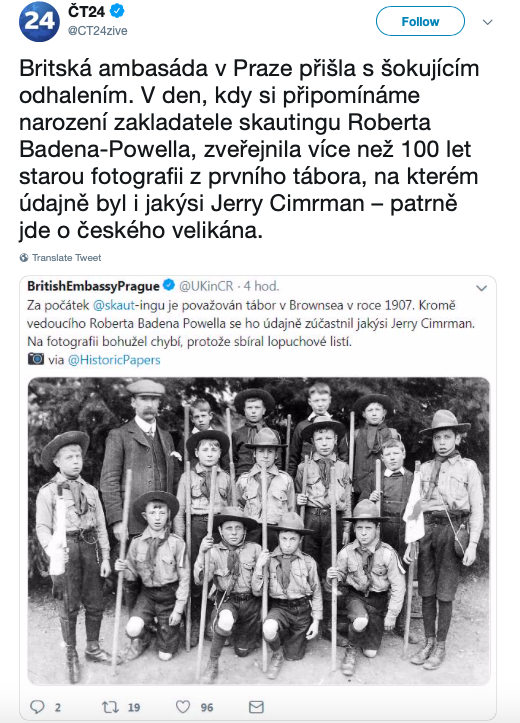 24
ČT24
@CT24zive
Follow
Britská ambasáda v Praze přišla s šokujícím
odhalením. V den, kdy si připomínáme
narození zakladatele skautingu Roberta
Badena-Powella, zveřejnila více než 100 let
starou fotografii z prvního tábora, na kterém
údajně byl i jakýsi Jerry Cimrman – patrně
jde o českého velikána.
Translate Tweet
BritishEmbassyPrague @UKinCR · 4 hod.
Za počátek @skaut-ingu je považován tábor v Brownsea v roce 1907. Kromě
vedoucího Roberta Badena Powella se ho údajně zúčastnil jakýsi Jerry Cimrman.
Na fotografii bohužel chybí, protože sbíral lopuchové listí.
via @HistoricPapers
2 19 96